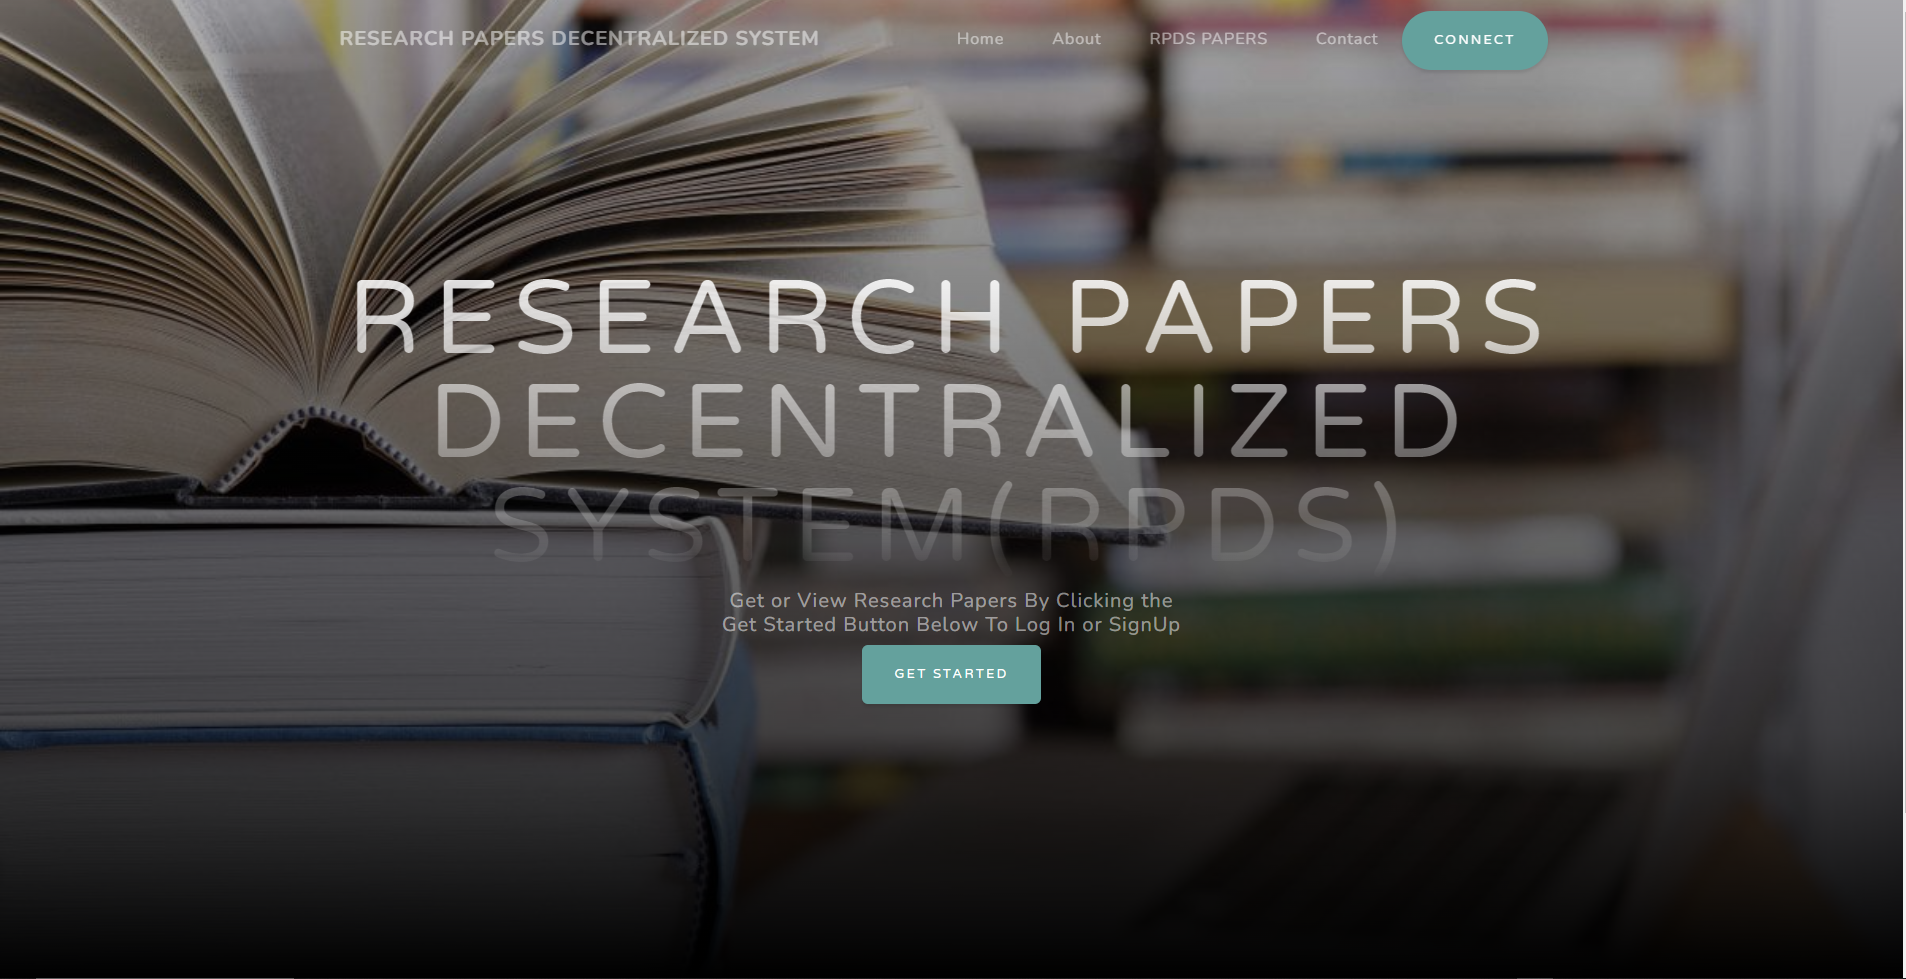 RESEARCH PAPERS DECENTRALIZED SYSTEM
Home About RPDS PAPERS Contact CONNECT
RESEARCH PAPERS
DECENTRALIZED
SYSTEM(RPDS)
Get or View Research Papers By Clicking the
Get Started Button Below To Log In or SignUp
GET STARTED